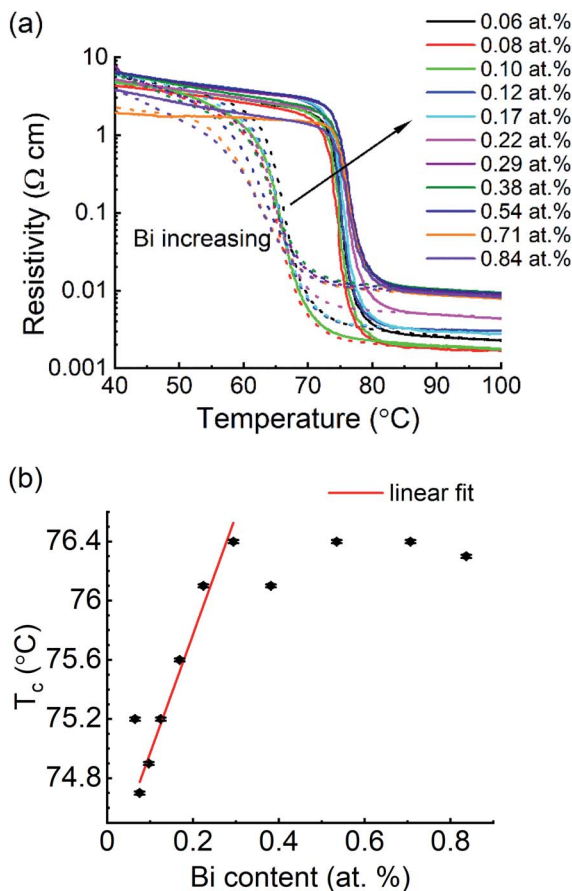 (a)
10
1
0.1
0.01
0.001
Resistivity (Ω cm)
40 50 60 70 80 90 100
Temperature (°C)
Bi increasing
0.06 at.%
0.08 at.%
0.10 at.%
0.12 at.%
0.17 at.%
0.22 at.%
0.29 at.%
0.38 at.%
0.54 at.%
0.71 at.%
0.84 at.%
(b)
linear fit
76.4
76
75.6
75.2
74.8
T_c (°C)
0 0.2 0.4 0.6 0.8
Bi content (at. %)